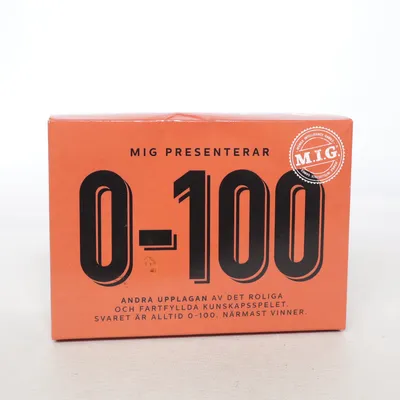 MIG PRESENTERAR
M.I.G.
0-100
ANDRA UPPLAGAN AV DET ROLIGA
OCH FARTFYLLDA KUNSKAPSSPELET.
SVARET ÄR ALLTID 0-100. NÄRMAST VINNER.